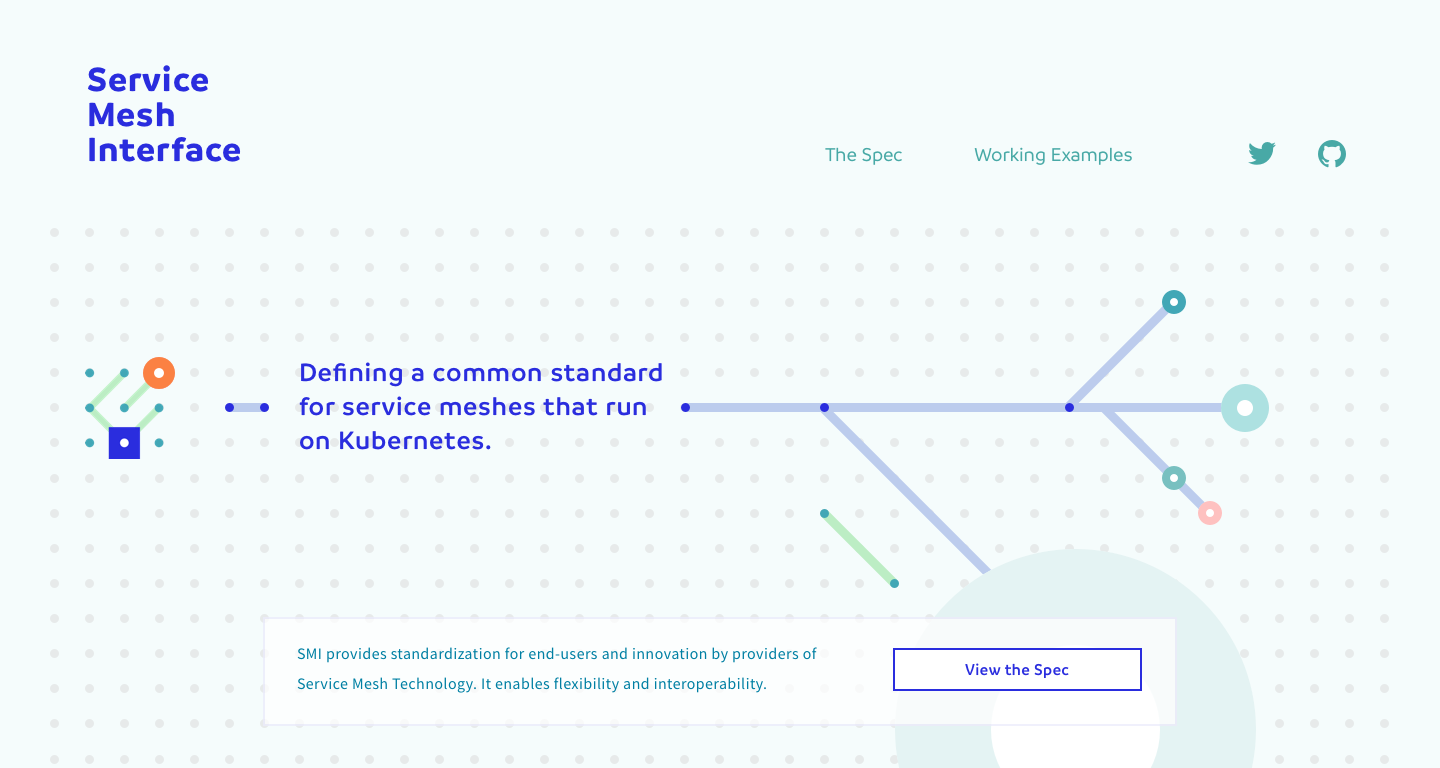 Service
Mesh
Interface
The Spec
Working Examples
Defining a common standard
for service meshes that run
on Kubernetes.
SMI provides standardization for end-users and innovation by providers of
Service Mesh Technology. It enables flexibility and interoperability.
View the Spec